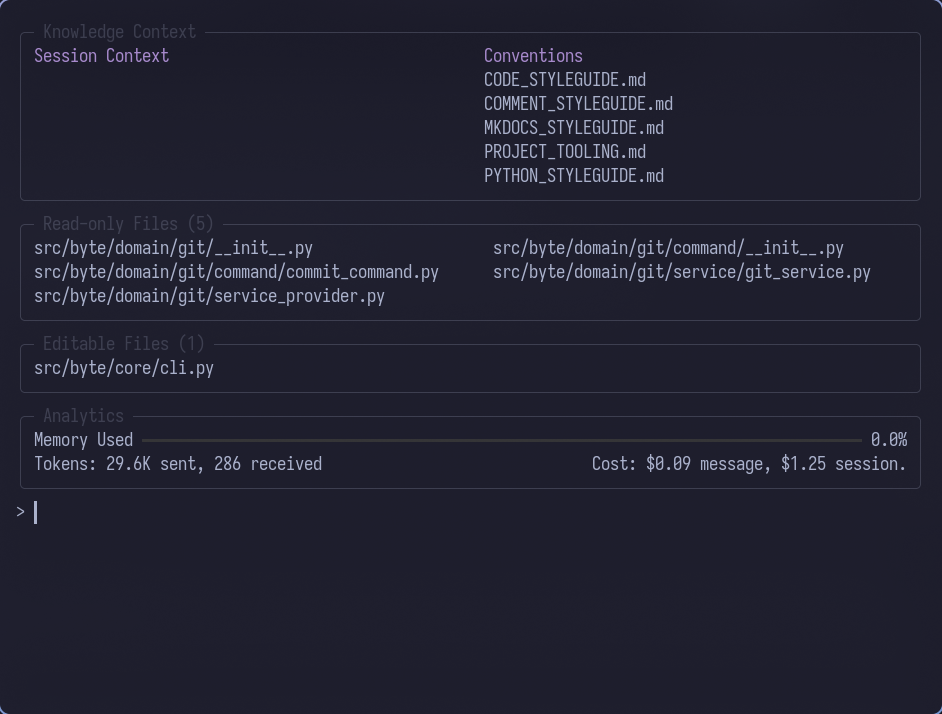 Knowledge Context
Session Context
Conventions
CODE_STYLEGUIDE.md
COMMENT_STYLEGUIDE.md
MKDOCS_STYLEGUIDE.md
PROJECT_TOOLING.md
PYTHON_STYLEGUIDE.md
Read-only Files (5)
src/byte/domain/git/__init__.py src/byte/domain/git/command/__init__.py
src/byte/domain/git/command/commit_command.py src/byte/domain/git/service/git_service.py
src/byte/domain/git/service_provider.py
Editable Files (1)
src/byte/core/cli.py
Analytics
Memory Used 0.0%
Tokens: 29.6K sent, 286 received Cost: $0.09 message, $1.25 session.
>